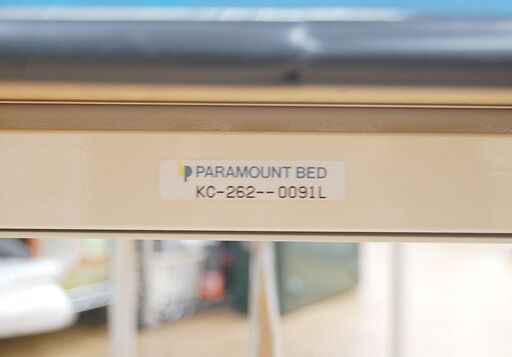 PARAMOUNT BED
KC-262--0091L